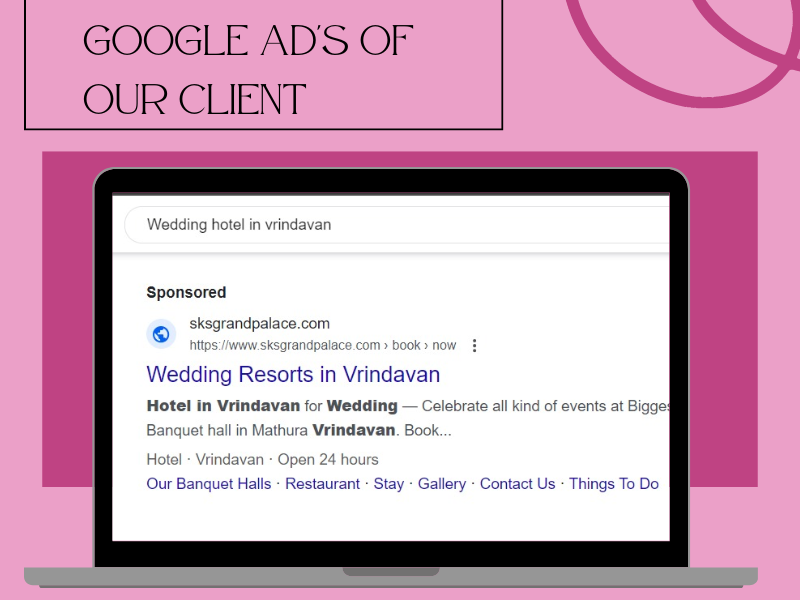 GOOGLE AD'S OF
OUR CLIENT
Wedding hotel in vrindavan
Sponsored
sksgrandpalace.com
https://www.sksgrandpalace.com › book › now
Wedding Resorts in Vrindavan
Hotel in Vrindavan for Wedding — Celebrate all kind of events at
Banquet hall in Mathura Vrindavan. Book...
Hotel · Vrindavan · Open 24 hours
Our Banquet Halls · Restaurant · Stay · Gallery · Contact Us · Things To Do